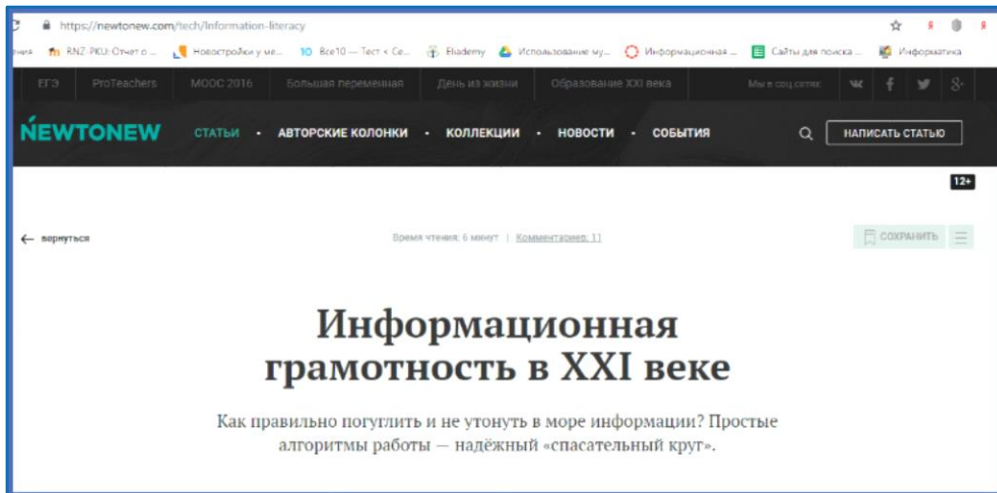 https://newtonew.com/tech/Information-literacy
RNZ-PKU: Отчет о ... Новостройки у ме... 10 Все10 — Тест < Се... Eliademy Использование му... Информационная ... Сайты для поиска ... Информатика
ЕГЭ ProTeachers MOOC 2016 Большая переменная День из жизни Образование XXI века Мы в соц.сетях:
NEWTONEW СТАТЬИ • АВТОРСКИЕ КОЛОНКИ • КОЛЛЕКЦИИ • НОВОСТИ • СОБЫТИЯ НАПИСАТЬ СТАТЬЮ
12+
← вернуться Время чтения: 6 минут | Комментариев: 11 СОХРАНИТЬ
Информационная
грамотность в XXI веке
Как правильно погуглить и не утонуть в море информации? Простые
алгоритмы работы — надёжный «спасательный круг».